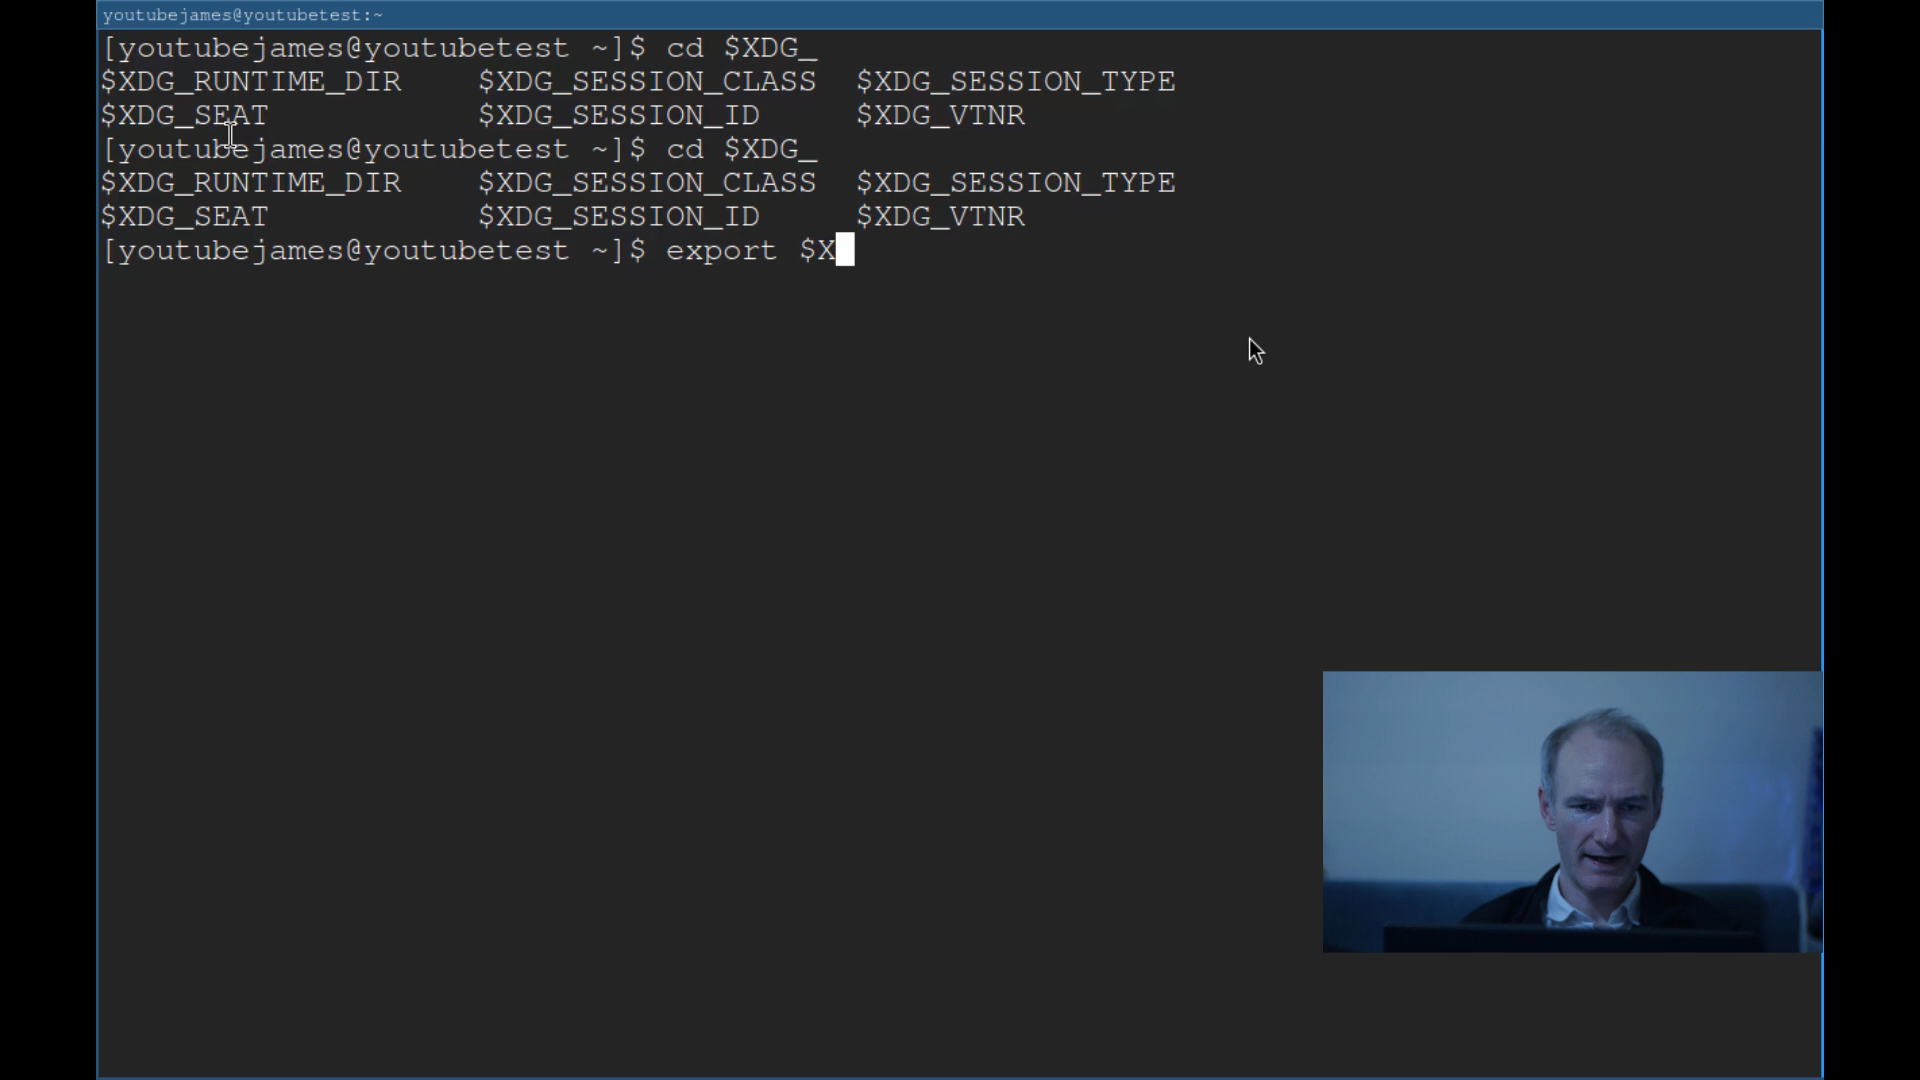 youtubejames@youtubetest:~
[youtubejames@youtubetest ~]$ cd $XDG_
$XDG_RUNTIME_DIR $XDG_SESSION_CLASS $XDG_SESSION_TYPE
$XDG_SEAT $XDG_SESSION_ID $XDG_VTNR
[youtubejames@youtubetest ~]$ cd $XDG_
$XDG_RUNTIME_DIR $XDG_SESSION_CLASS $XDG_SESSION_TYPE
$XDG_SEAT $XDG_SESSION_ID $XDG_VTNR
[youtubejames@youtubetest ~]$ export $X